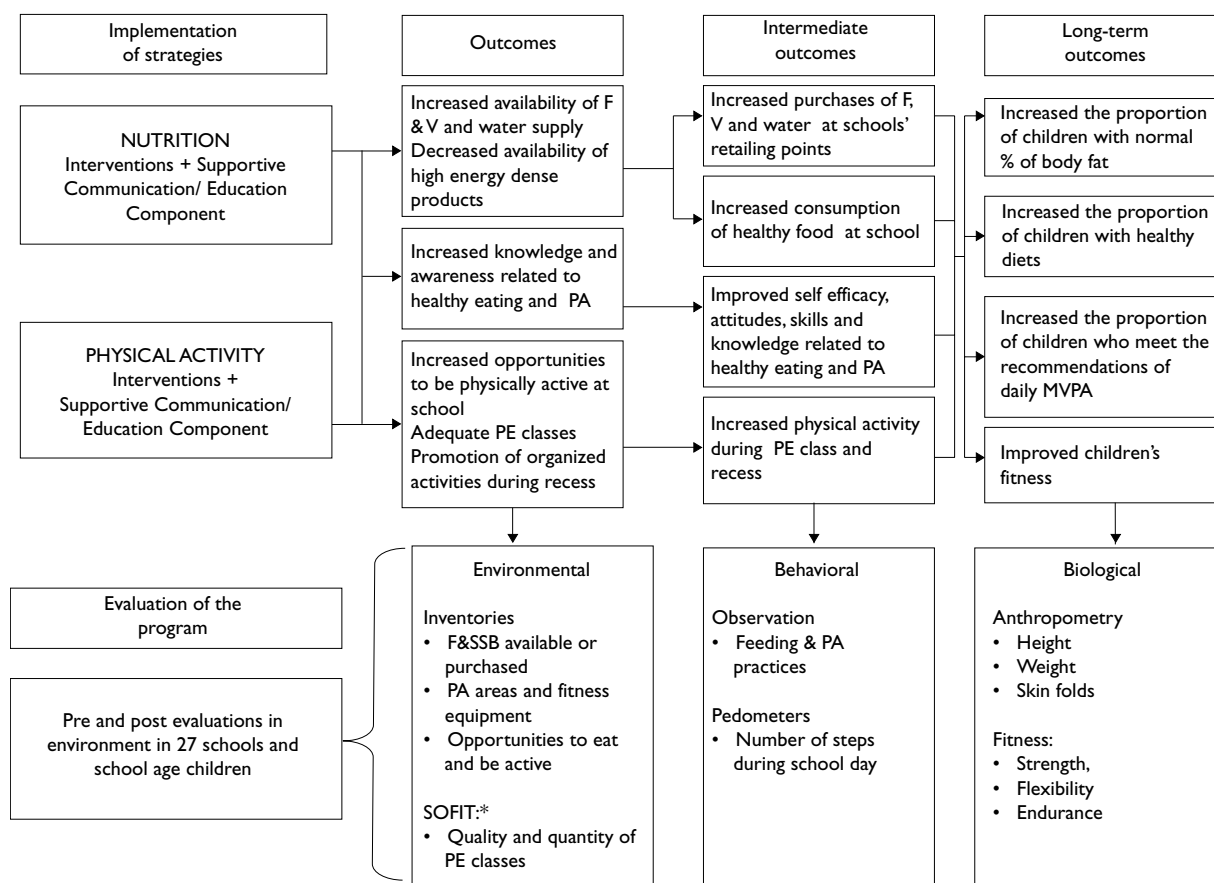 Implementation
of strategies
Outcomes
Intermediate
outcomes
Long-term
outcomes
NUTRITION
Interventions + Supportive
Communication/ Education
Component
PHYSICAL ACTIVITY
Interventions +
Supportive Communication/
Education Component
Increased availability of F
& V and water supply
Decreased availability of
high energy dense
products
Increased knowledge and
awareness related to
healthy eating and PA
Increased opportunities
to be physically active at
school
Adequate PE classes
Promotion of organized
activities during recess
Increased purchases of F,
V and water at schools'
retailing points
Increased consumption
of healthy food at school
Improved self efficacy,
attitudes, skills and
knowledge related to
healthy eating and PA
Increased physical activity
during PE class and
recess
Increased the proportion
of children with normal
% of body fat
Increased the proportion
of children with healthy
diets
Increased the proportion
of children who meet the
recommendations of
daily MVPA
Improved children's
fitness
Evaluation of the
program
Pre and post evaluations in
environment in 27 schools and
school age children
Environmental
Inventories
• F&SSB available or
purchased
• PA areas and fitness
equipment
• Opportunities to eat
and be active
SOFIT:*
• Quality and quantity of
PE classes
Behavioral
Observation
• Feeding & PA
practices
Pedometers
• Number of steps
during school day
Biological
Anthropometry
• Height
• Weight
• Skin folds
Fitness:
• Strength,
• Flexibility
• Endurance